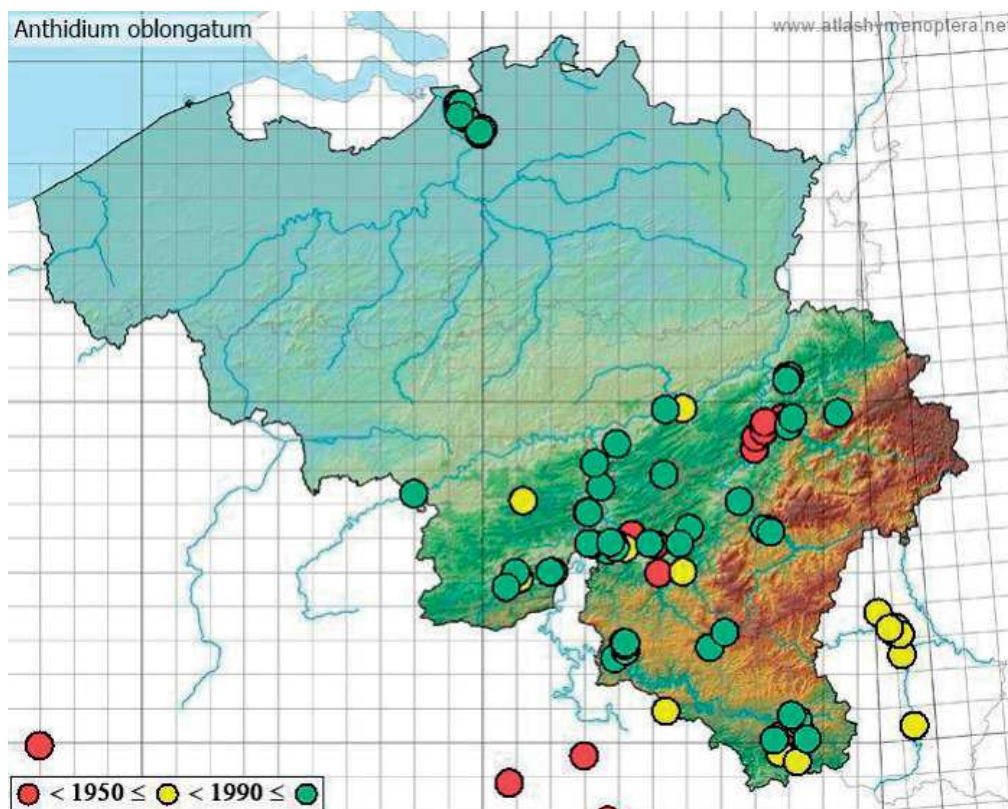 Anthidium oblongatum
www.atlashymenoptera.net
< 1950 ≤ < 1990 ≤